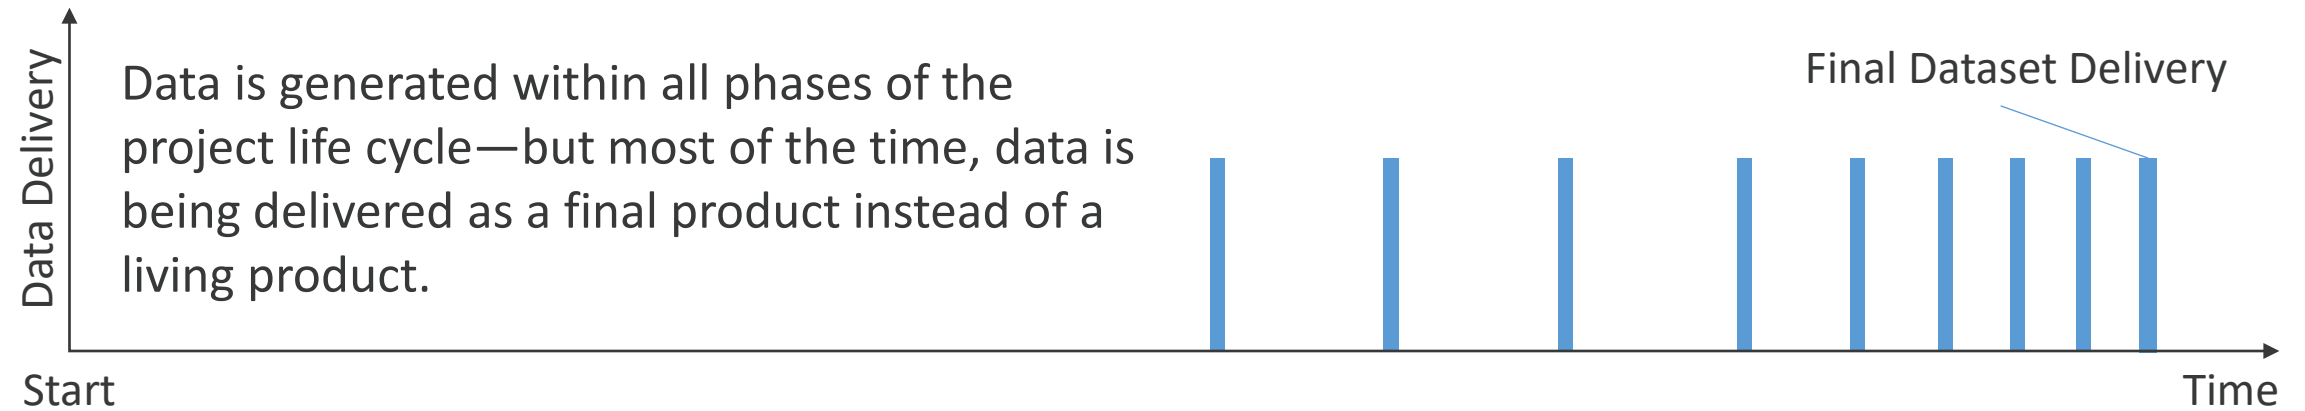 Data Delivery
Data is generated within all phases of the
project life cycle—but most of the time, data is
being delivered as a final product instead of a
living product.
Final Dataset Delivery
Start
Time